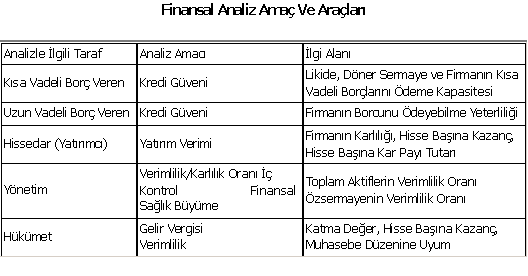 Finansal Analiz Amaç Ve Araçları
Analizle İlgili Taraf Analiz Amacı İlgi Alanı
Kısa Vadeli Borç Veren Kredi Güveni Likide, Döner Sermaye ve Firmanın Kısa
Vadeli Borçlarını Ödeme Kapasitesi
Uzun Vadeli Borç Veren Kredi Güveni Firmanın Borcunu Ödeyebilme Yeterliliği
Hissedar (Yatırımcı) Yatırım Verimi Firmanın Karlılığı, Hisse Başına Kazanç,
Hisse Başına Kar Payı Tutarı
Yönetim Verimlilik/Karlılık Oranı İç
Kontrol Finansal
Sağlık Büyüme
Toplam Aktiflerin Verimlilik Oranı
Özsermayenin Verimlilik Oranı
Hükümet Gelir Vergisi
Verimlilik
Katma Değer, Hisse Başına Kazanç,
Muhasebe Düzenine Uyum